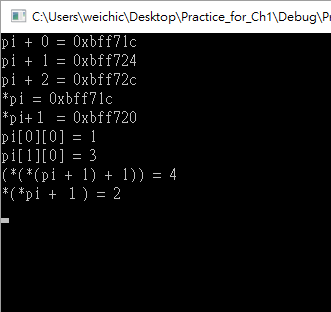 C:\Users\weichic\Desktop\Practice_for_Ch1\Debug\Pr
pi + 0 = 0xbff71c
pi + 1 = 0xbff724
pi + 2 = 0xbff72c
*pi = 0xbff71c
*pi+1 = 0xbff720
pi[0][0] = 1
pi[1][0] = 3
(*(*(pi + 1) + 1)) = 4
*(*pi + 1 ) = 2